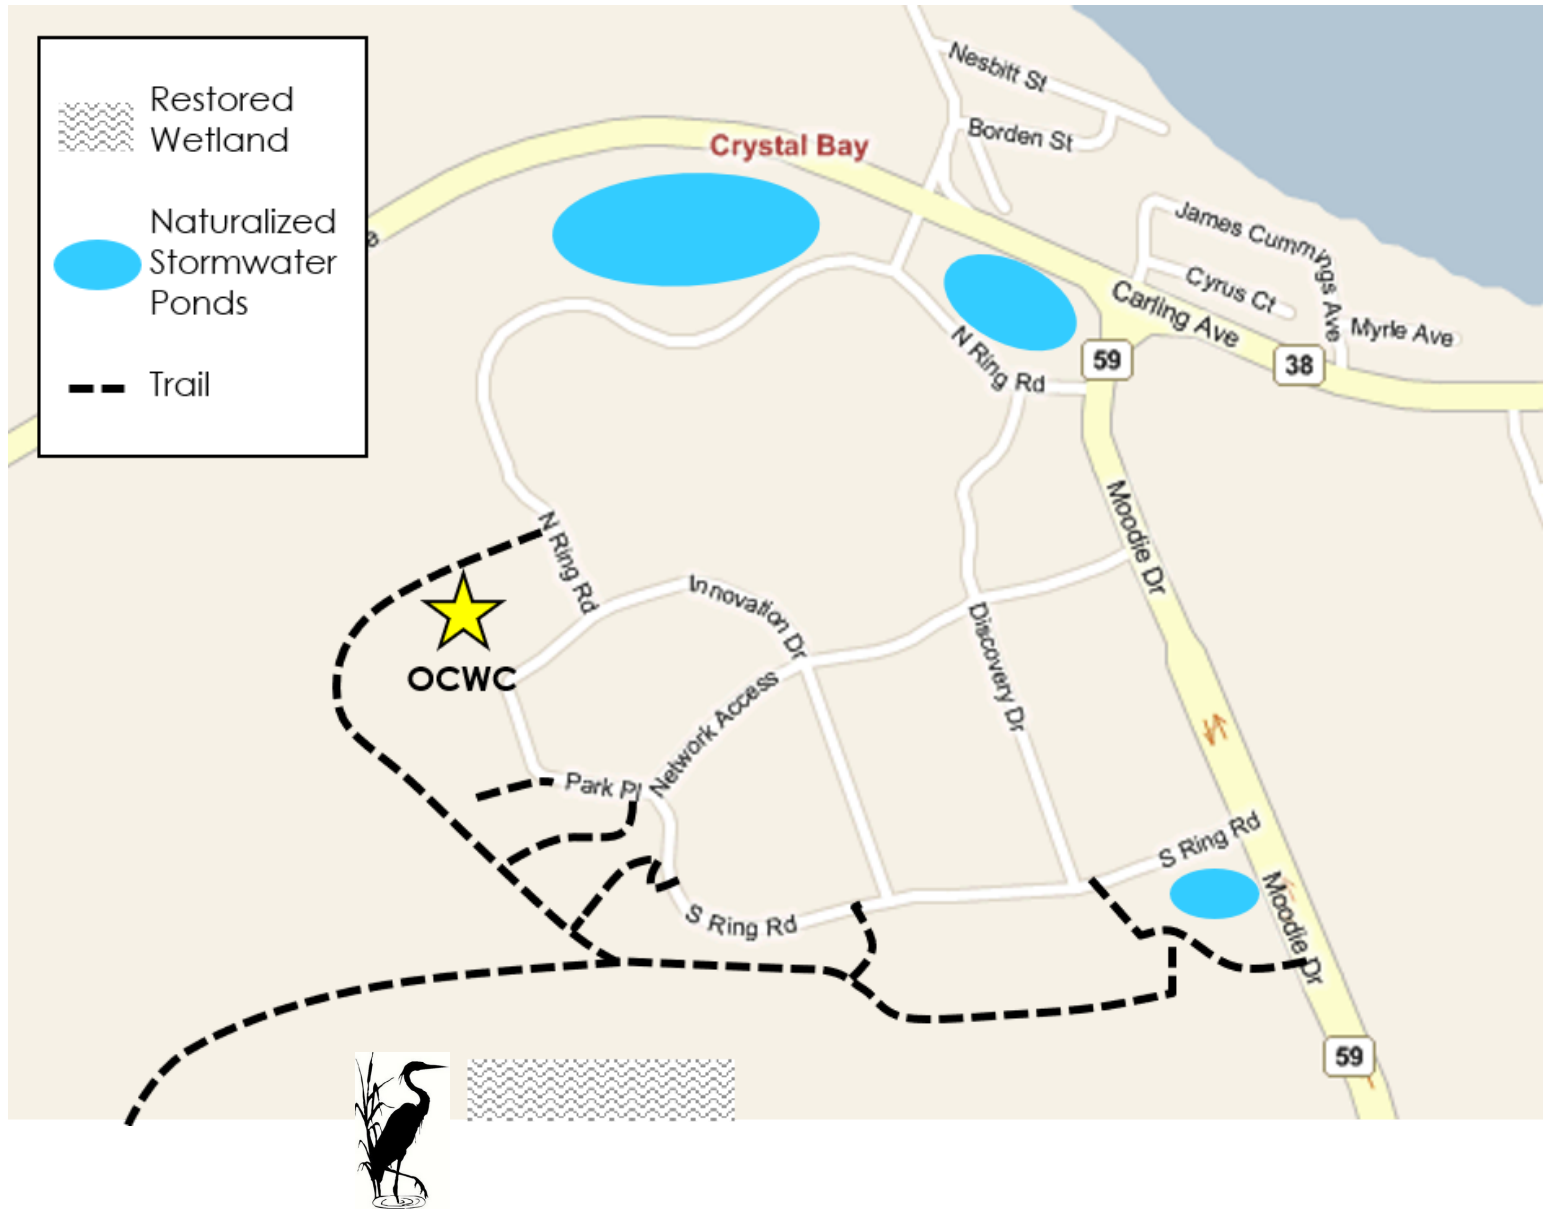 Restored
Wetland
Naturalized
Stormwater
Ponds
Trail
Nesbitt St
Borden St
Crystal Bay
James Cummings Ave
Ave
Cyrus Ct
Myrle Ave
Carling Ave
59
38
N Ring Rd
Moodie Dr
N Ring Rd
Innovation Dr
Discovery Dr
OCWC
Network Access
Park Pl
S Ring Rd
S Ring Rd
Moodie Dr
59